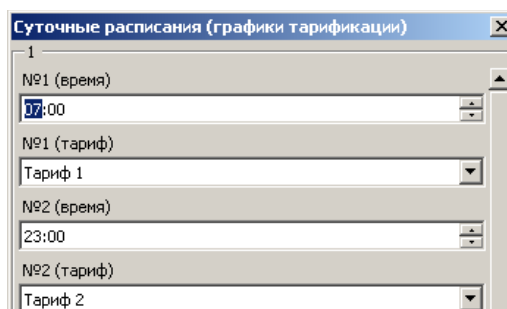 Суточные расписания (графики тарификации)
1
№1 (время)
07:00
№1 (тариф)
Тариф 1
№2 (время)
23:00
№2 (тариф)
Тариф 2